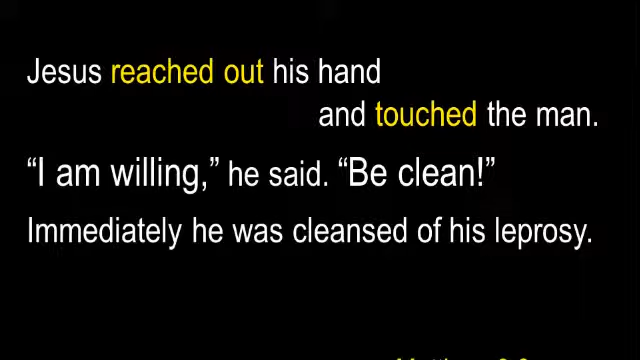 Jesus reached out his hand
and touched the man.
“I am willing,” he said. “Be clean!”
Immediately he was cleansed of his leprosy.